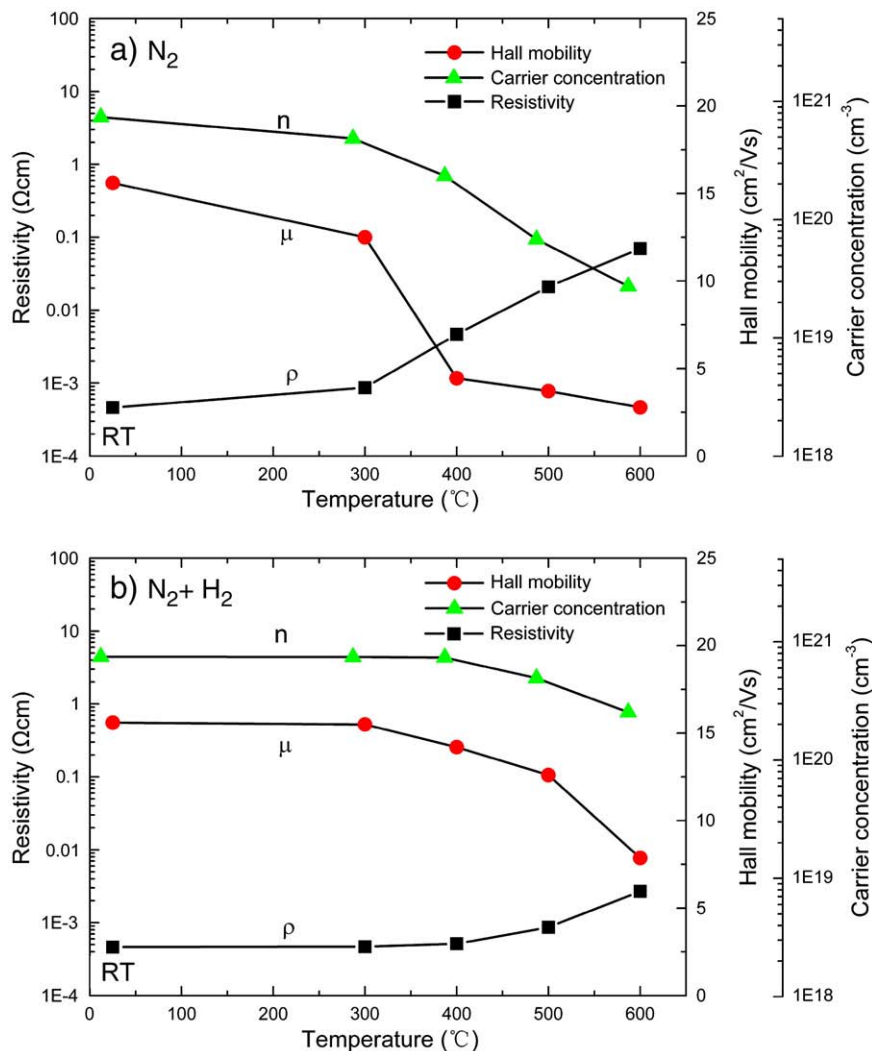 a) N2
Hall mobility
Carrier concentration
Resistivity
n
μ
ρ
RT
100
10
1
0.1
0.01
1E-3
1E-4
Resistivity (Ωcm)
0 100 200 300 400 500 600
Temperature (℃)
25
20
15
10
5
0
Hall mobility (cm²/Vs)
1E21
1E20
1E19
1E18
Carrier concentration (cm⁻³)
b) N2+ H2
Hall mobility
Carrier concentration
Resistivity
n
μ
ρ
RT
100
10
1
0.1
0.01
1E-3
1E-4
Resistivity (Ωcm)
0 100 200 300 400 500 600
Temperature (℃)
25
20
15
10
5
0
Hall mobility (cm²/Vs)
1E21
1E20
1E19
1E18
Carrier concentration (cm⁻³)